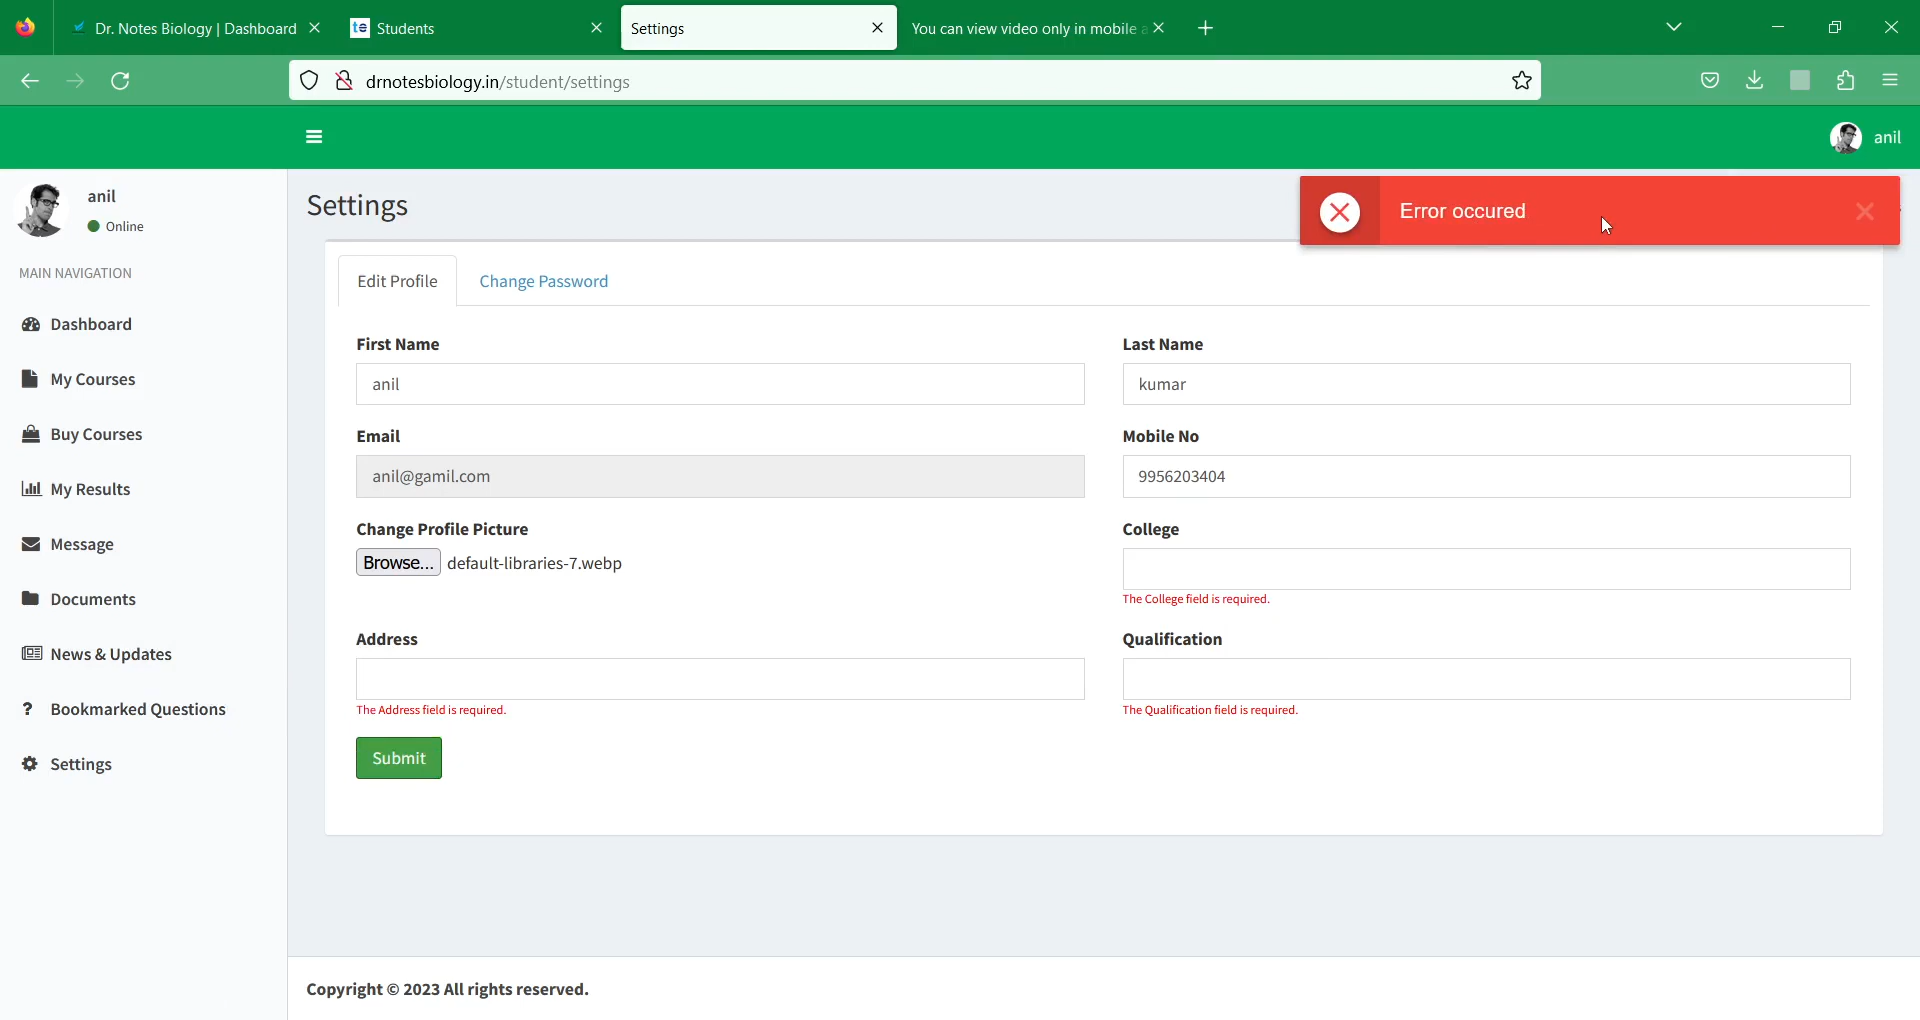 Dr. Notes Biology | Dashboard
te Students
Settings
You can view video only in mobile a
drnotesbiology.in/student/settings
anil
anil
Online
Settings
Error occured
MAIN NAVIGATION
Edit Profile
Change Password
Dashboard
First Name
Last Name
My Courses
anil
kumar
Buy Courses
Email
Mobile No
anil@gamil.com
9956203404
My Results
Change Profile Picture
College
Message
Browse... default-libraries-7.webp
Documents
The College field is required.
Address
Qualification
News & Updates
Bookmarked Questions
The Address field is required.
The Qualification field is required.
Settings
Submit
Copyright © 2023 All rights reserved.